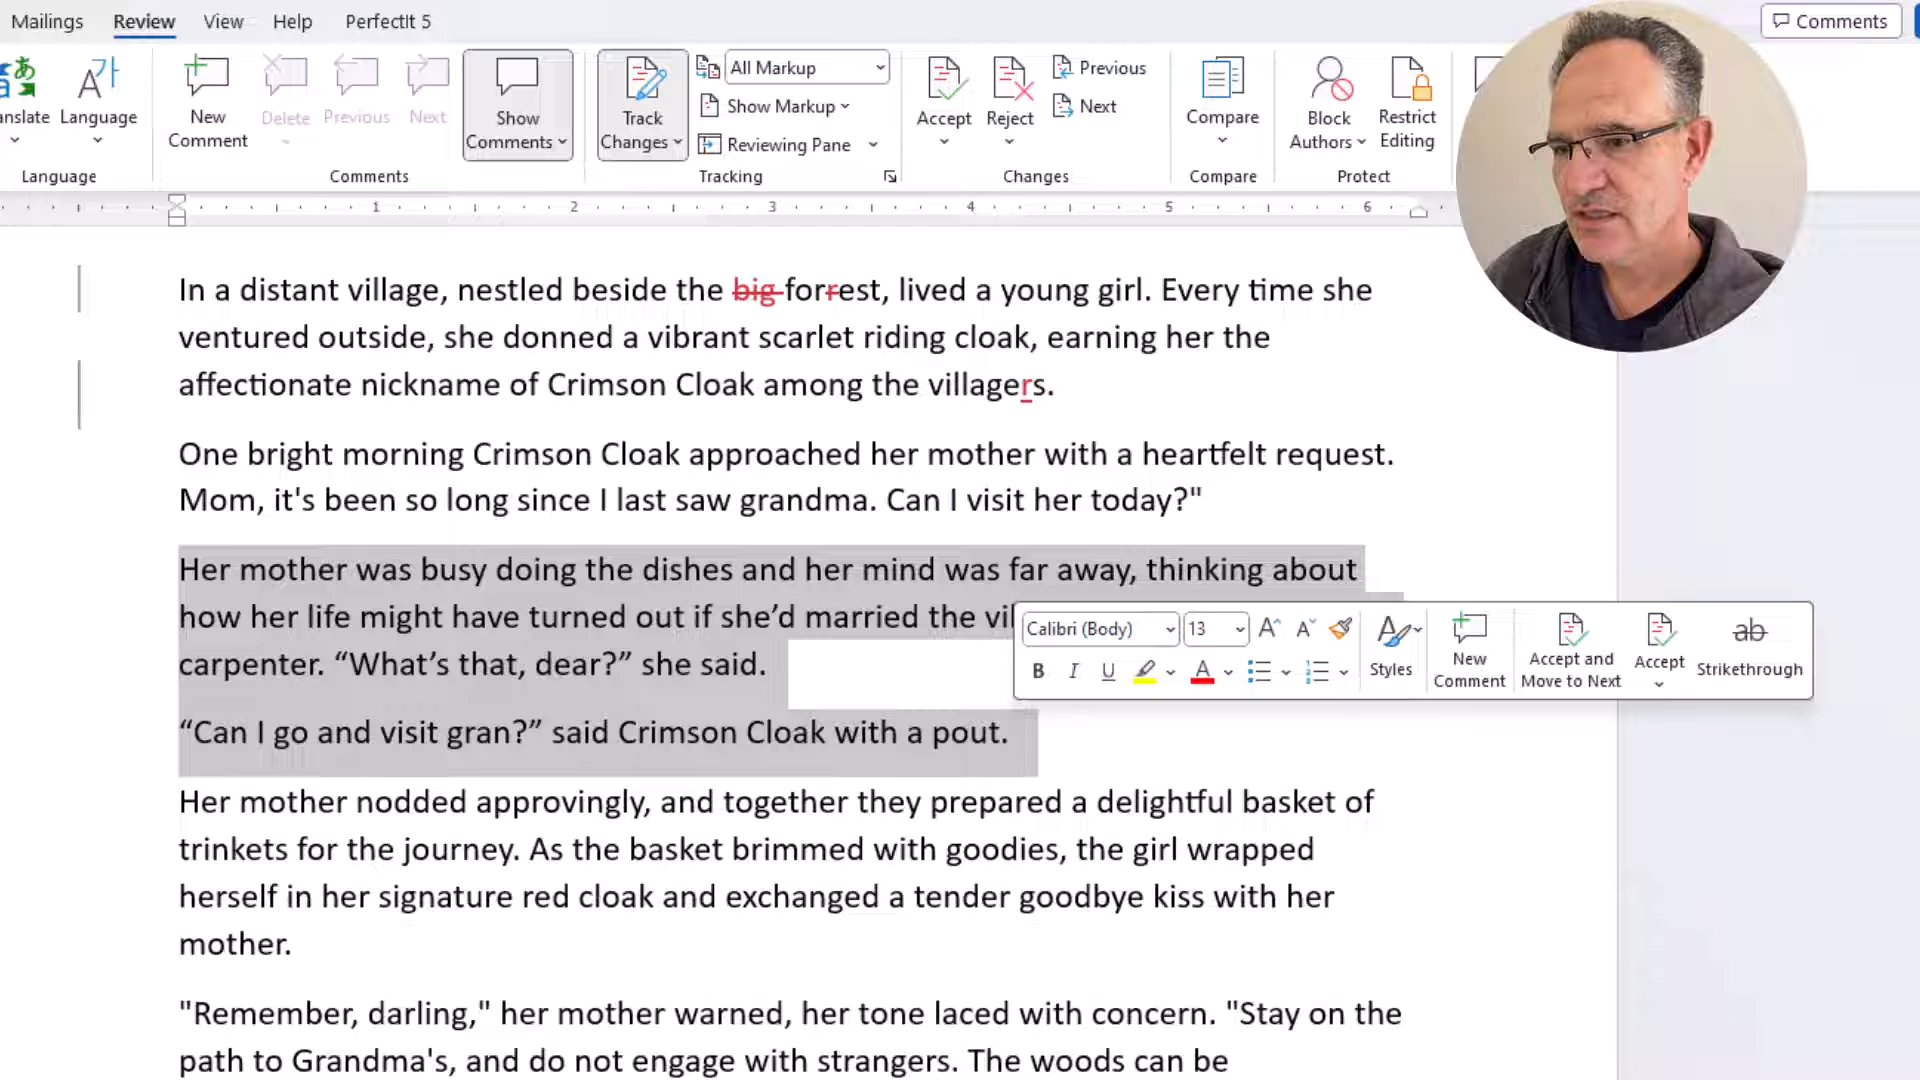 Mailings Review View Help PerfectIt 5 Comments
anslate Language New Comment Delete Previous Next Show Comments Track Changes All Markup Show Markup Reviewing Pane Accept Reject Previous Next Compare Block Authors Restrict Editing
Language Comments Tracking Changes Compare Protect
1 2 3 4 5 6
In a distant village, nestled beside the big forrest, lived a young girl. Every time she
ventured outside, she donned a vibrant scarlet riding cloak, earning her the
affectionate nickname of Crimson Cloak among the villagers.
One bright morning Crimson Cloak approached her mother with a heartfelt request.
Mom, it's been so long since I last saw grandma. Can I visit her today?"
Her mother was busy doing the dishes and her mind was far away, thinking about
how her life might have turned out if she’d married the vil
carpenter. “What’s that, dear?” she said.
Calibri (Body) 13 A A
B I U A Styles New Comment Accept and Move to Next Accept ab Strikethrough
“Can I go and visit gran?” said Crimson Cloak with a pout.
Her mother nodded approvingly, and together they prepared a delightful basket of
trinkets for the journey. As the basket brimmed with goodies, the girl wrapped
herself in her signature red cloak and exchanged a tender goodbye kiss with her
mother.
"Remember, darling," her mother warned, her tone laced with concern. "Stay on the
path to Grandma's, and do not engage with strangers. The woods can be